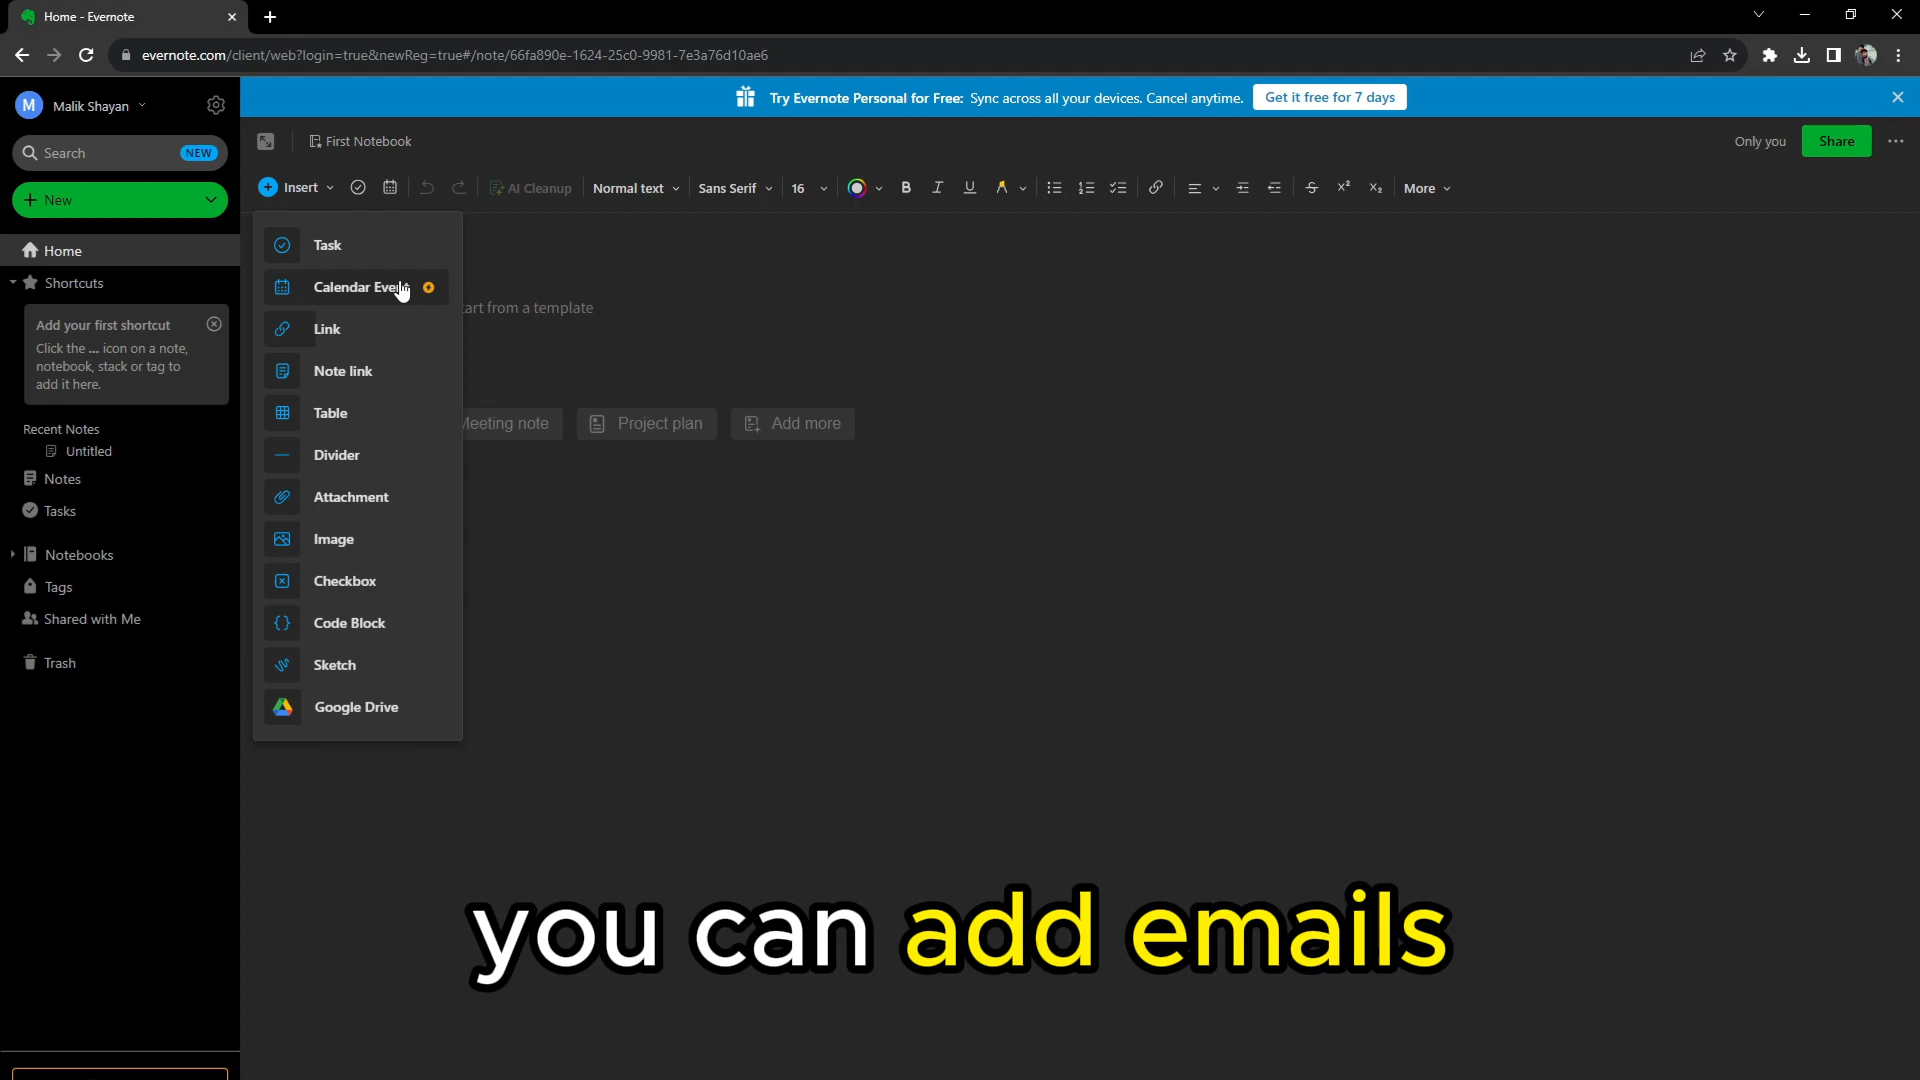 Home - Evernote
evernote.com/client/web?login=true&newReg=true#/note/66fa890e-1624-25c0-9981-7e3a76d10ae6
M Malik Shayan
Try Evernote Personal for Free: Sync across all your devices. Cancel anytime. Get it free for 7 days
Search NEW
First Notebook
Only you Share
New
Insert AI Cleanup Normal text Sans Serif 16 B I U A More
Home
Shortcuts
Add your first shortcut
Click the ... icon on a note,
notebook, stack or tag to
add it here.
Recent Notes
Untitled
Notes
Tasks
Notebooks
Tags
Shared with Me
Trash
Task
Calendar Event
Link
Note link
Table
Divider
Attachment
Image
Checkbox
Code Block
Sketch
Google Drive
from a template
note Project plan Add more
you can add emails